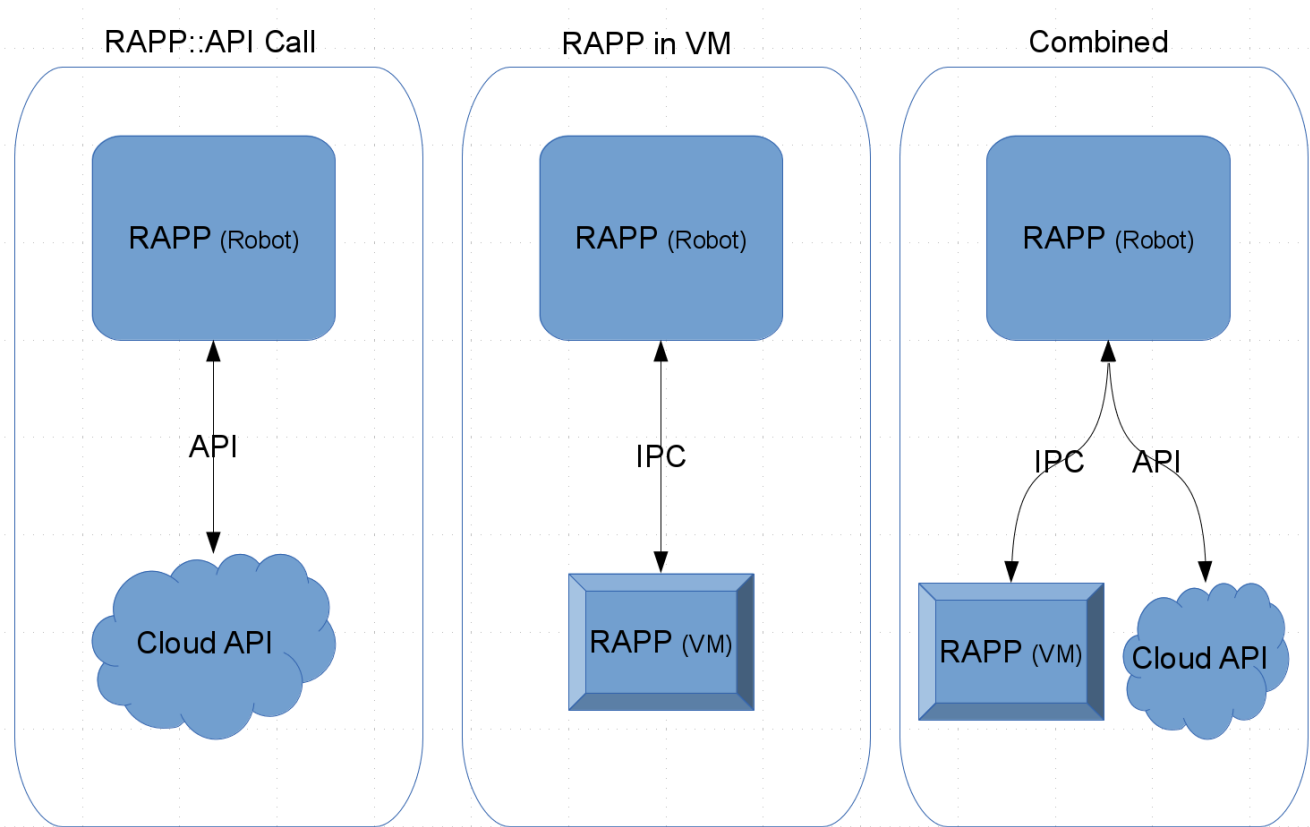 RAPP::API Call
RAPP (Robot)
API
Cloud API
RAPP in VM
RAPP (Robot)
IPC
RAPP (VM)
Combined
RAPP (Robot)
IPC
API
RAPP (VM)
Cloud API